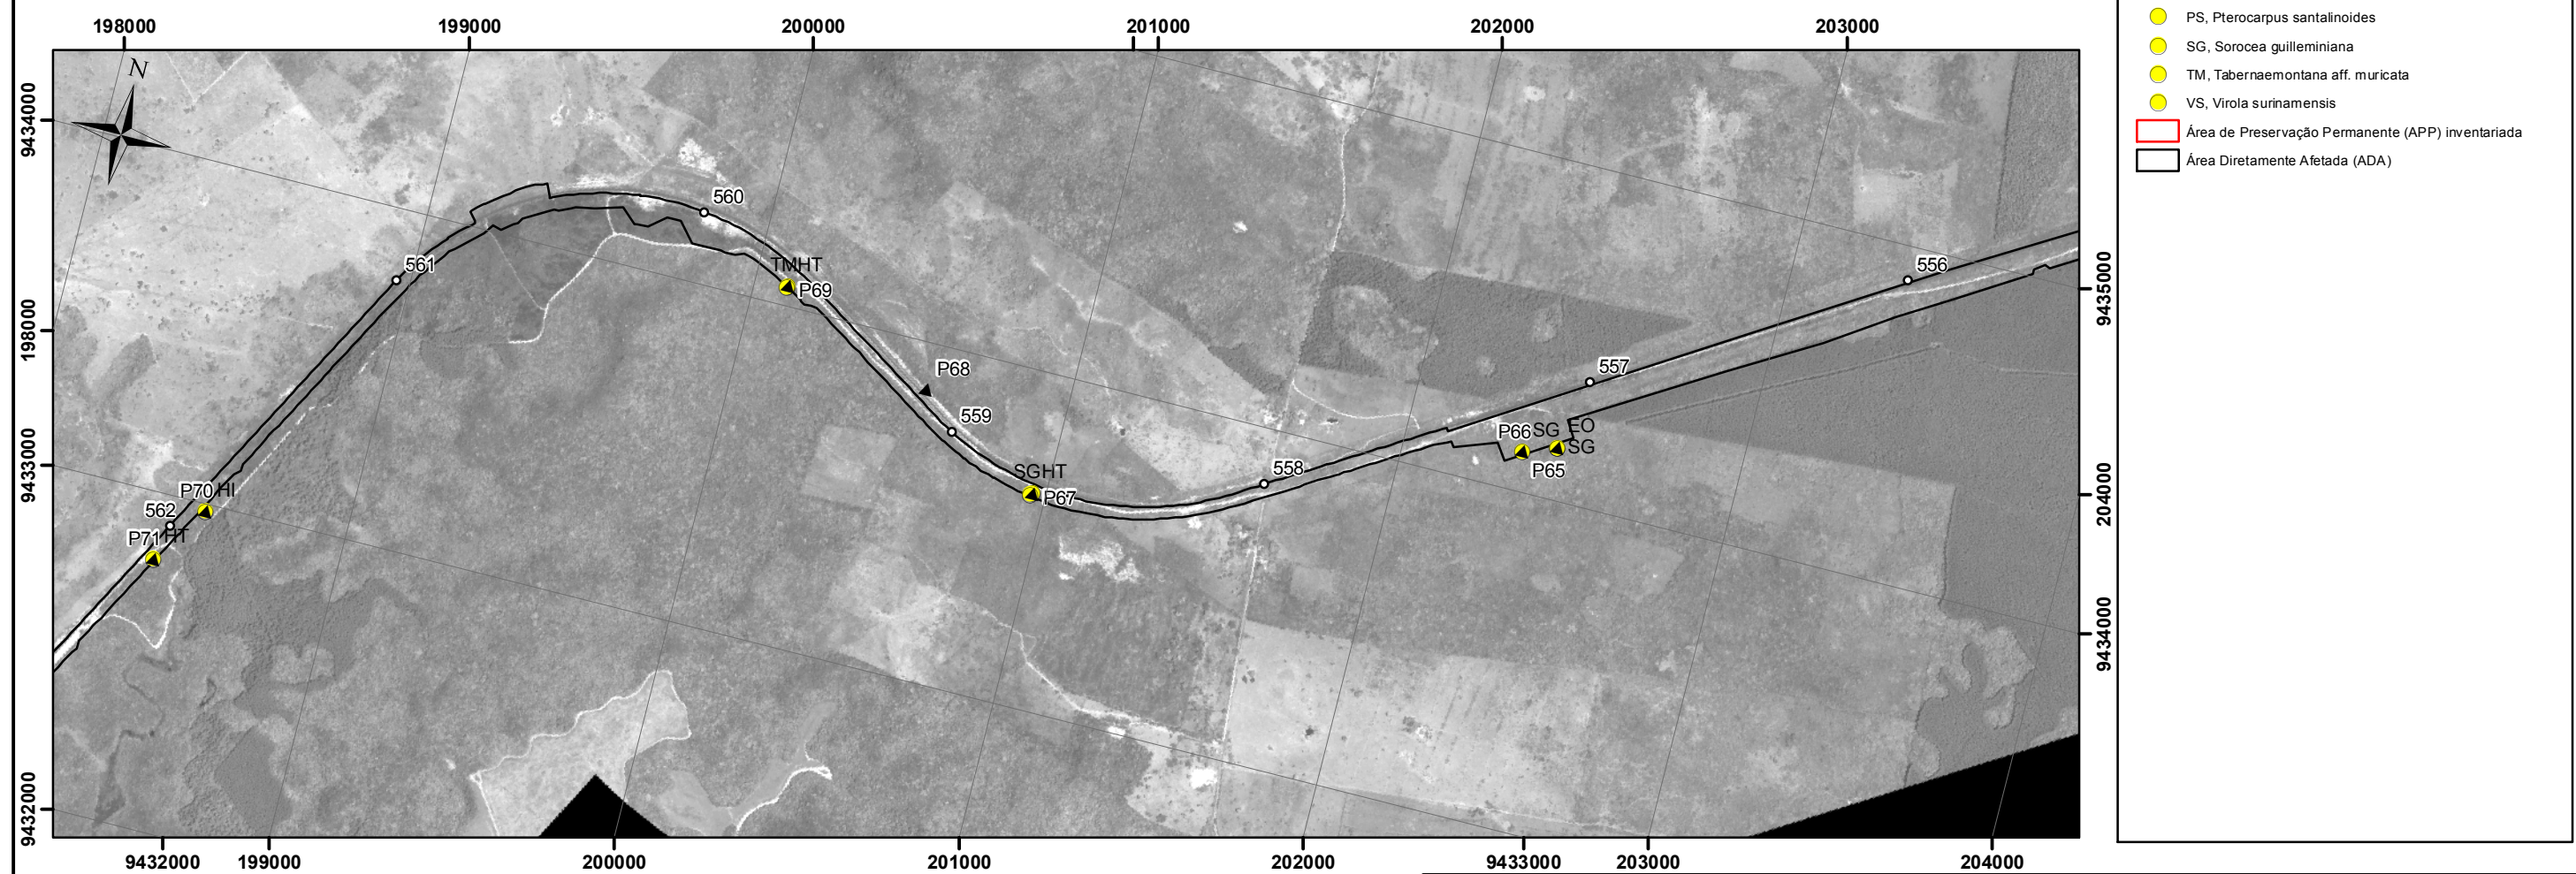 198000 199000 200000 201000 202000 203000
PS, Pterocarpus santalinoides
SG, Sorocea guilleminiana
TM, Tabernaemontana aff. muricata
VS, Virola surinamensis
Área de Preservação Permanente (APP) inventariada
Área Diretamente Afetada (ADA)
N
9434000
198000
9433000
9432000
560
561
TMHT
P69
P68
559
SGHT
P67
558
557
556
P66 SG EO
SG
P65
P70 HI
562
P71 HT
9435000
204000
9434000
9432000 199000 200000 201000 202000 9433000 203000 204000